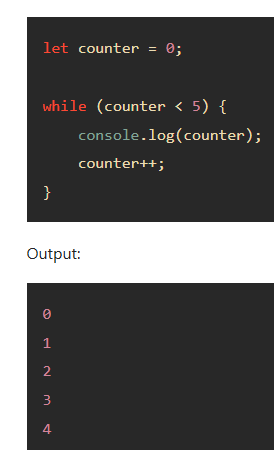 let counter = 0;
while (counter < 5) {
    console.log(counter);
    counter++;
}
Output:
0
1
2
3
4